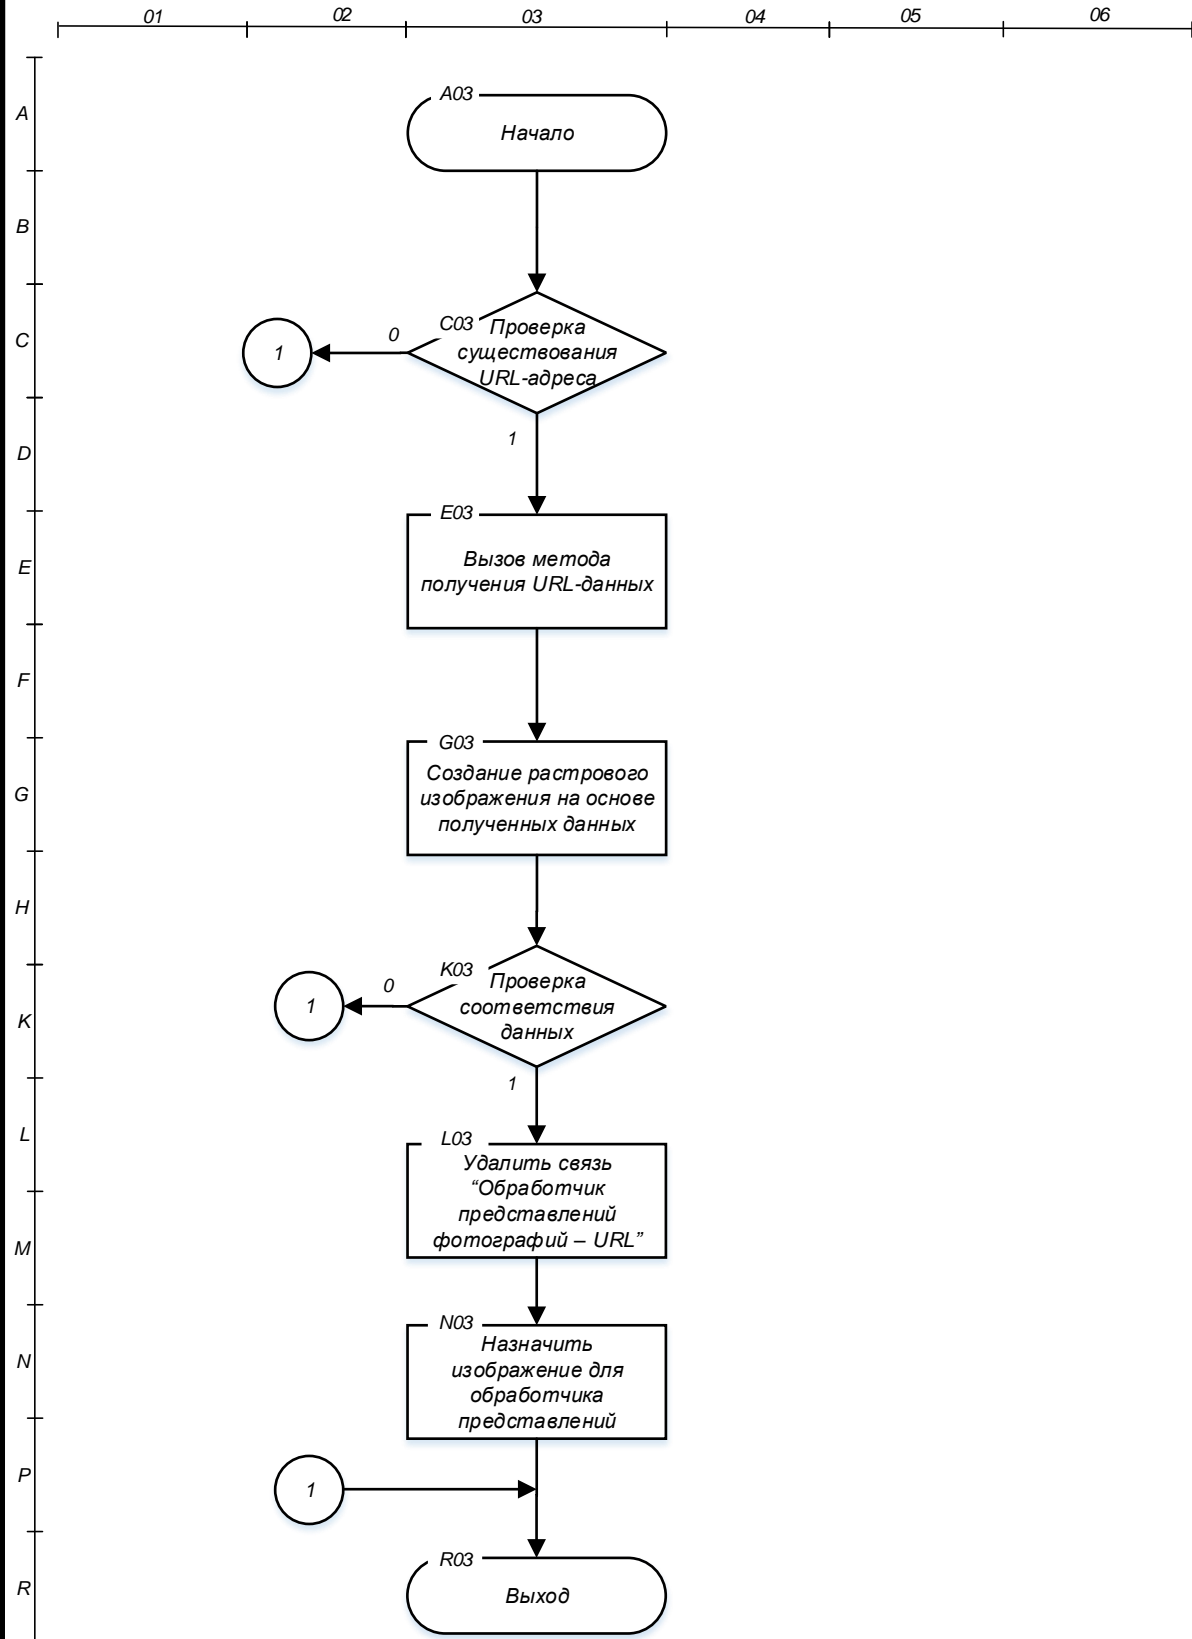 01 02 03 04 05 06
A
A03
Начало
B
C
C03
Проверка
существования
URL-адреса
0
1
1
D
E03
E
Вызов метода
получения URL-данных
F
G03
G
Создание растрового
изображения на основе
полученных данных
H
K03
Проверка
соответствия
данных
0
1
K
1
L
L03
Удалить связь
“Обработчик
представлений
фотографий – URL”
M
N03
Назначить
изображение для
обработчика
представлений
N
P
1
R03
Выход
R